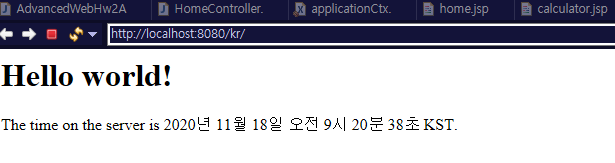 AdvancedWebHw2A HomeController. applicationCtx. home.jsp calculator.jsp
http://localhost:8080/kr/
Hello world!
The time on the server is 2020년 11월 18일 오전 9시 20분 38초 KST.